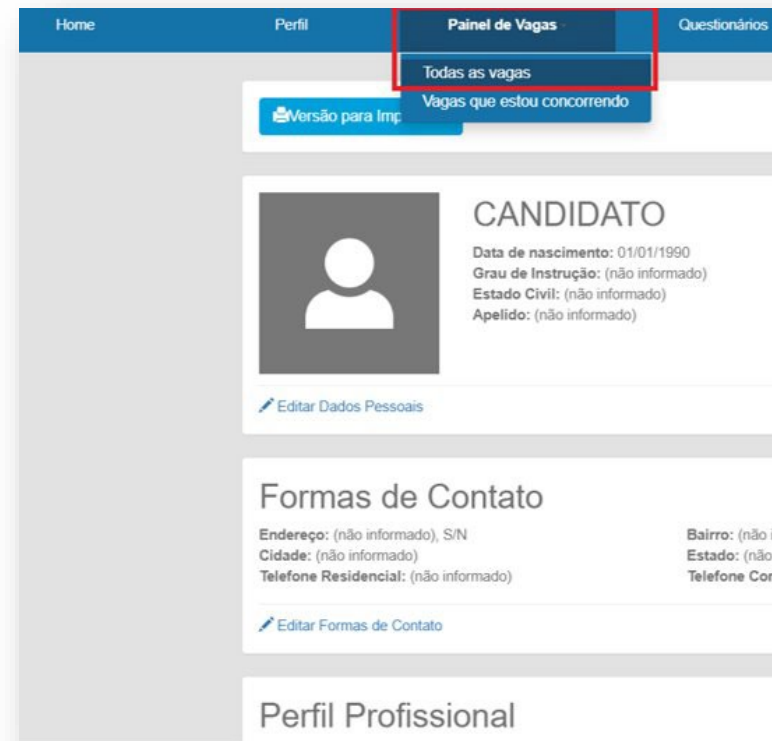 Home Perfil Painel de Vagas Questionários
Todas as vagas
Vagas que estou concorrendo
Versão para
CANDIDATO
Data de nascimento: 01/01/1990
Grau de Instrução: (não informado)
Estado Civil: (não informado)
Apelido: (não informado)
Editar Dados Pessoais
Formas de Contato
Endereço: (não informado), S/N Bairro: (não
Cidade: (não informado) Estado: (não
Telefone Residencial: (não informado) Telefone
Editar Formas de Contato
Perfil Profissional